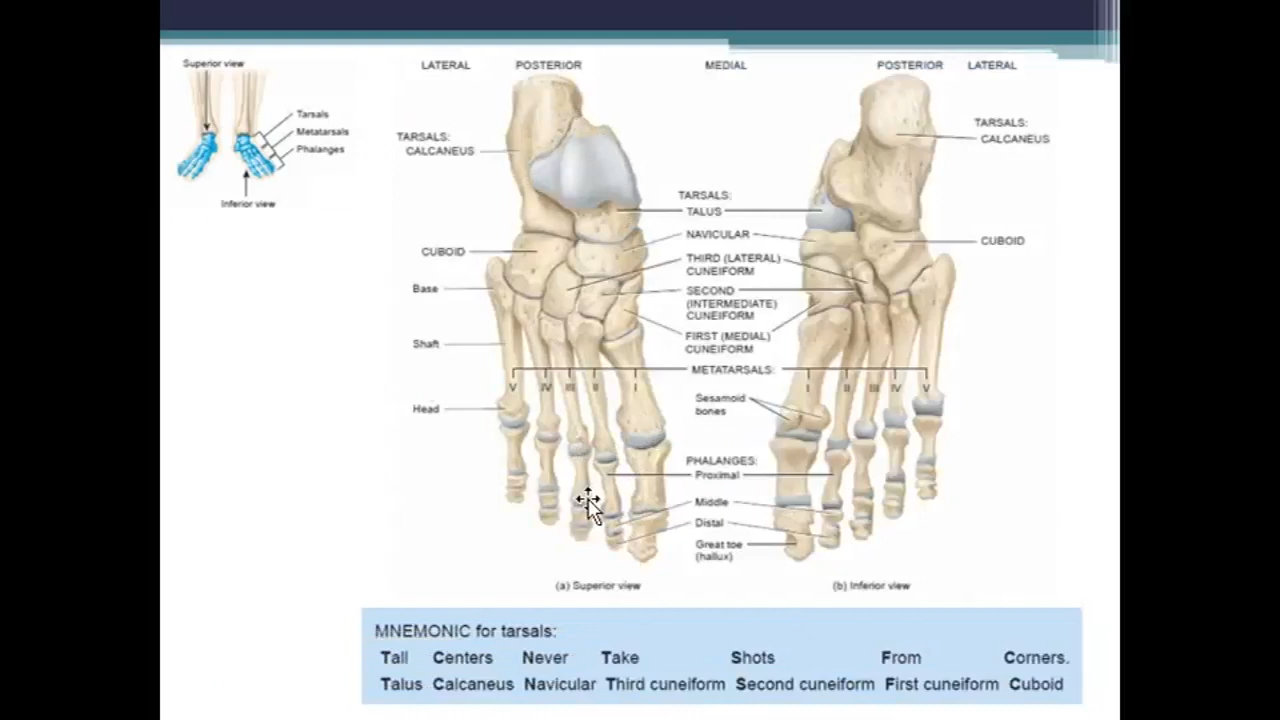 Superior view
Tarsals
Metatarsals
Phalanges
Inferior view
LATERAL POSTERIOR MEDIAL POSTERIOR LATERAL
TARSALS:
CALCANEUS
CUBOID
Base
Shaft
Head
TARSALS:
TALUS
NAVICULAR
THIRD (LATERAL)
CUNEIFORM
SECOND
(INTERMEDIATE)
CUNEIFORM
FIRST (MEDIAL)
CUNEIFORM
METATARSALS:
V IV III II I
I II III IV V
Sesamoid
bones
PHALANGES:
Proximal
Middle
Distal
Great toe
(hallux)
TARSALS:
CALCANEUS
CUBOID
(a) Superior view
(b) Inferior view
MNEMONIC for tarsals:
Tall Centers Never Take Shots From Corners.
Talus Calcaneus Navicular Third cuneiform Second cuneiform First cuneiform Cuboid